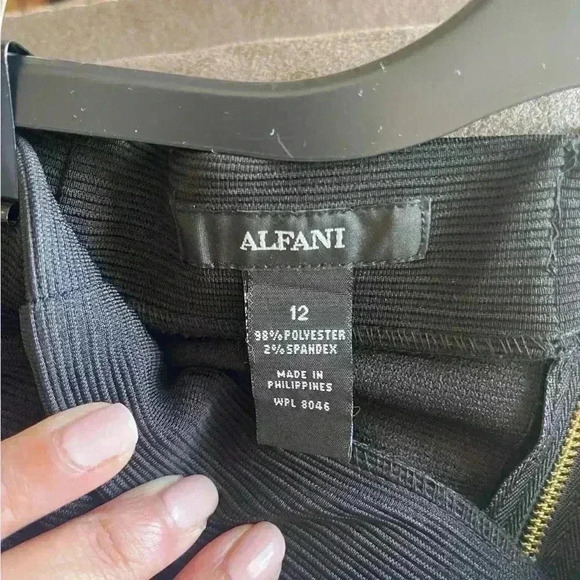 ALFANI
12
98% POLYESTER
2% SPANDEX
MADE IN
PHILIPPINES
WPL 8046